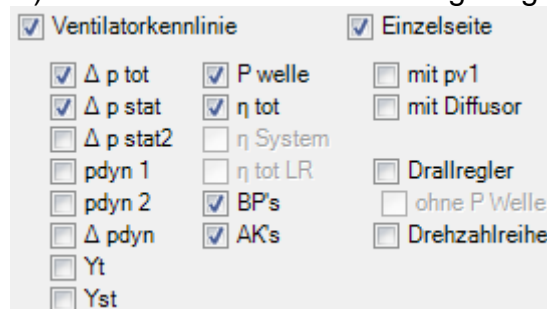 Ventilatorkennlinie Einzelseite
Δ p tot P welle mit pv1
Δ p stat η tot mit Diffusor
Δ p stat2 η System
pdyn 1 η tot LR Drallregler
pdyn 2 BP's ohne P Welle
Δ pdyn AK's Drehzahlreihe
Yt
Yst